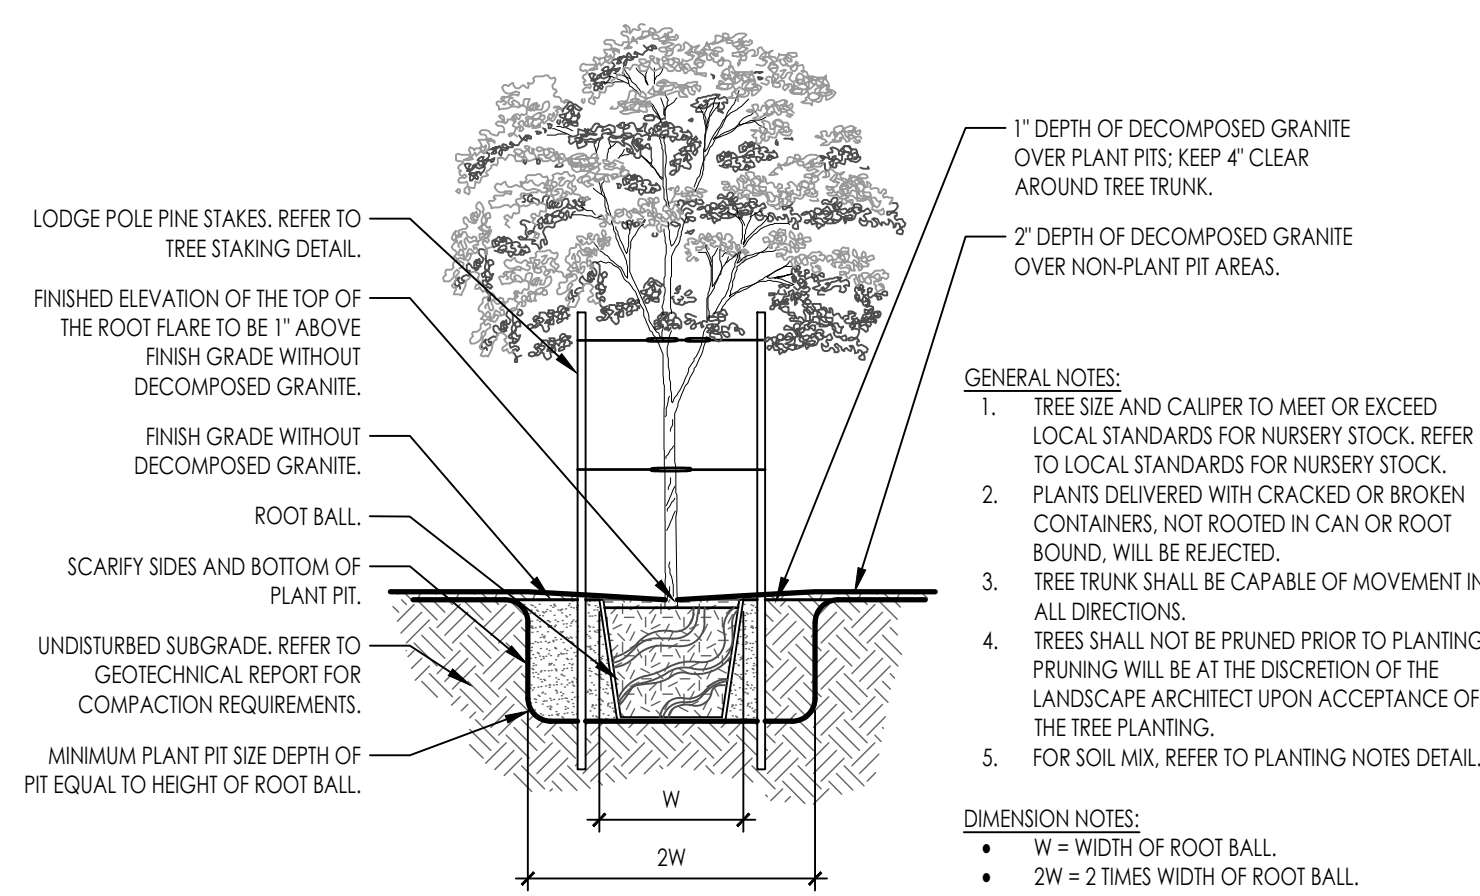 LODGE POLE PINE STAKES. REFER TO
TREE STAKING DETAIL.
FINISHED ELEVATION OF THE TOP OF
THE ROOT FLARE TO BE 1" ABOVE
FINISH GRADE WITHOUT
DECOMPOSED GRANITE.
FINISH GRADE WITHOUT
DECOMPOSED GRANITE.
ROOT BALL.
SCARIFY SIDES AND BOTTOM OF
PLANT PIT.
UNDISTURBED SUBGRADE. REFER TO
GEOTECHNICAL REPORT FOR
COMPACTION REQUIREMENTS.
MINIMUM PLANT PIT SIZE DEPTH OF
PIT EQUAL TO HEIGHT OF ROOT BALL.
W
2W
1" DEPTH OF DECOMPOSED GRANITE
OVER PLANT PITS; KEEP 4" CLEAR
AROUND TREE TRUNK.
2" DEPTH OF DECOMPOSED GRANITE
OVER NON-PLANT PIT AREAS.
GENERAL NOTES:
1. TREE SIZE AND CALIPER TO MEET OR EXCEED
LOCAL STANDARDS FOR NURSERY STOCK. REFER
TO LOCAL STANDARDS FOR NURSERY STOCK.
2. PLANTS DELIVERED WITH CRACKED OR BROKEN
CONTAINERS, NOT ROOTED IN CAN OR ROOT
BOUND, WILL BE REJECTED.
3. TREE TRUNK SHALL BE CAPABLE OF MOVEMENT IN
ALL DIRECTIONS.
4. TREES SHALL NOT BE PRUNED PRIOR TO PLANTING
PRUNING WILL BE AT THE DISCRETION OF THE
LANDSCAPE ARCHITECT UPON ACCEPTANCE OF
THE TREE PLANTING.
5. FOR SOIL MIX, REFER TO PLANTING NOTES DETAIL.
DIMENSION NOTES:
• W = WIDTH OF ROOT BALL.
• 2W = 2 TIMES WIDTH OF ROOT BALL.